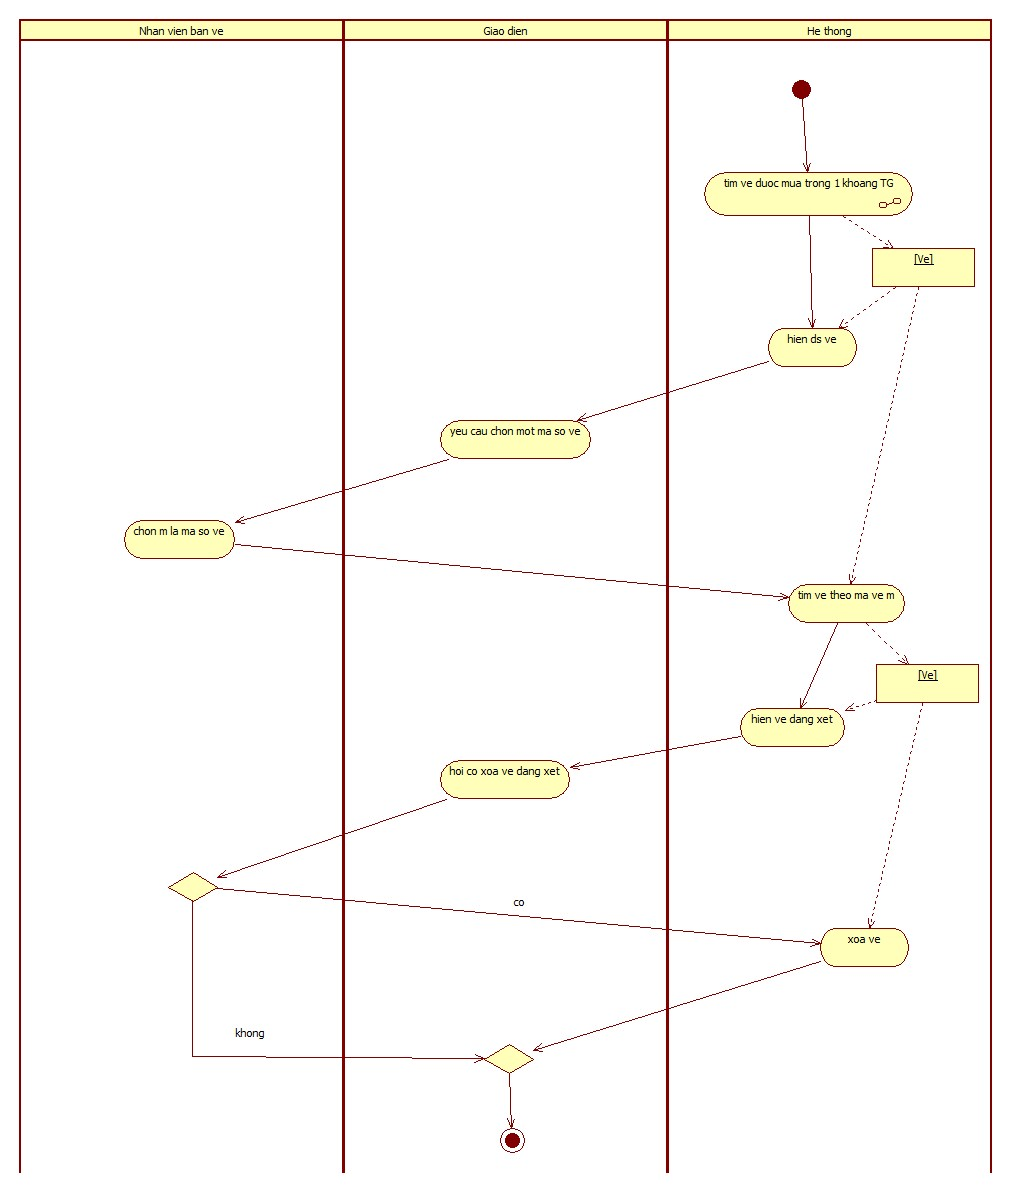 Nhan vien ban ve
Giao dien
He thong
tim ve duoc mua trong 1 khoang TG
[Ve]
hien ds ve
yeu cau chon mot ma so ve
chon m la ma so ve
tim ve theo ma ve m
[Ve]
hien ve dang xet
hoi co xoa ve dang xet
co
xoa ve
khong